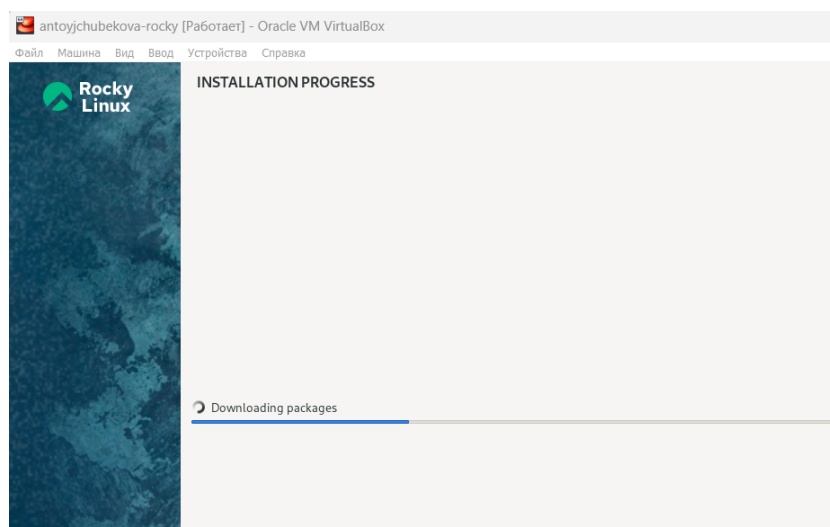 antoyjchubekova-rocky [Работает] - Oracle VM VirtualBox
Файл Машина Вид Ввод Устройства Справка
Rocky
Linux
INSTALLATION PROGRESS
Downloading packages